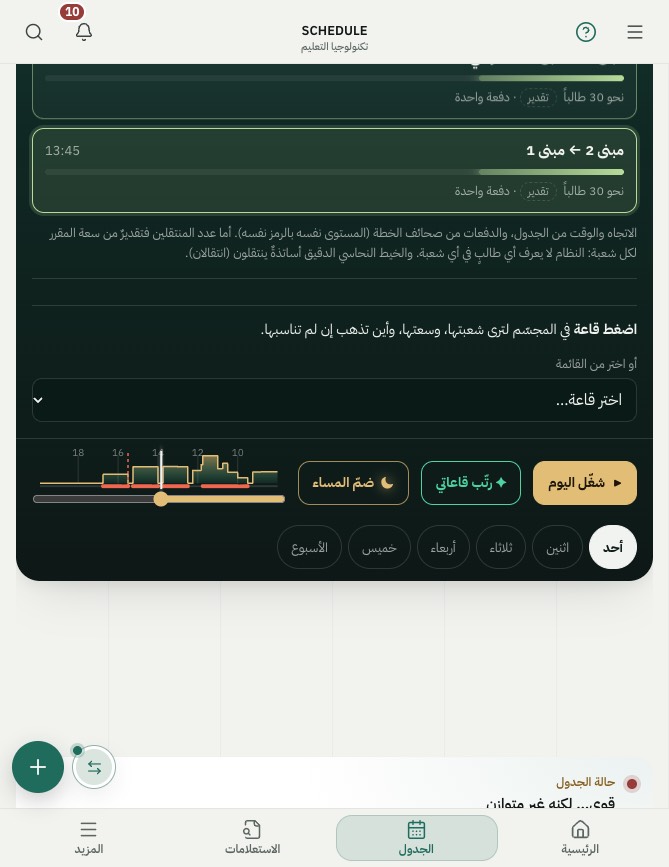 10
SCHEDULE
تكنولوجيا التعليم
نحو 30 طالباً تقدير · دفعة واحدة
مبنى 2 ← مبنى 1
13:45
نحو 30 طالباً تقدير · دفعة واحدة
الاتجاه والوقت من الجدول، والدفعات من صحائف الخطة (المستوى نفسه بالرمز نفسه). أما عدد المنتقلين فتقديرٌ من سعة المقرر
لكل شعبة: النظام لا يعرف أي طالبٍ في أي شعبة. والخيط النحاسي الدقيق أساتذةٌ ينتقلون (انتقالان).
اضغط قاعة في المجسّم لترى شعبتها، وسعتها، وأين تذهب إن لم تناسبها.
أو اختر من القائمة
اختر قاعة...
شغّل اليوم
رتّب قاعاتي
ضمّ المساء
10 12 16 18
أحد
اثنين
ثلاثاء
أربعاء
خميس
الأسبوع
حالة الجدول
قوي... لكنه غير متوازن
الرئيسية
الجدول
الاستعلامات
المزيد